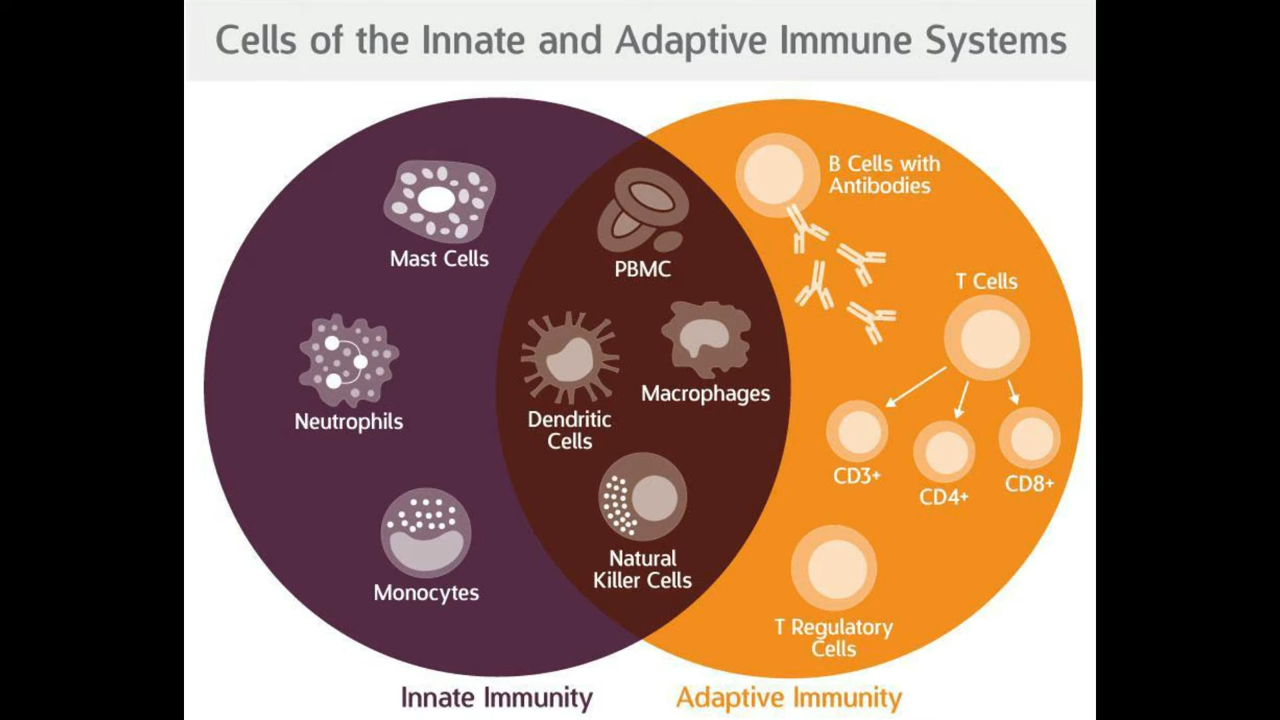 Cells of the Innate and Adaptive Immune Systems
Mast Cells
PBMC
B Cells with
Antibodies
T Cells
Neutrophils
Dendritic
Cells
Macrophages
CD3+
CD4+
CD8+
Monocytes
Natural
Killer Cells
T Regulatory
Cells
Innate Immunity
Adaptive Immunity